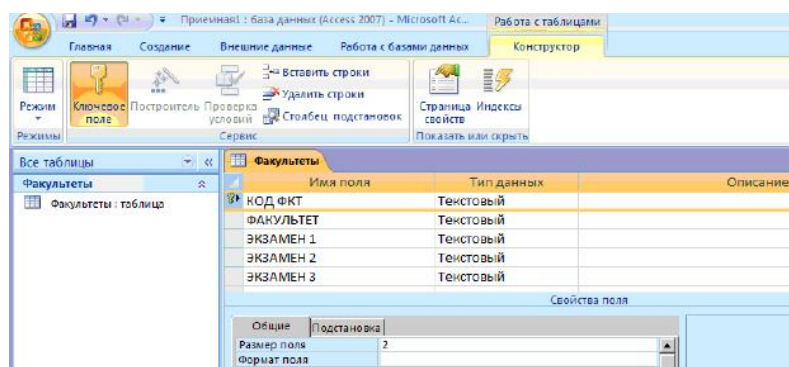 Приемная1 : база данных (Access 2007) - Microsoft Ac... Работа с таблицами
Главная Создание Внешние данные Работа с базами данных Конструктор
Режим
Ключевое поле
Построитель
Проверка условий
Вставить строки
Удалить строки
Столбец подстановок
Страница свойств
Индексы
Режимы Сервис Показать или скрыть
Все таблицы
Факультеты
Факультеты : таблица
Факультеты
Имя поля Тип данных Описание
КОД ФКТ Текстовый
ФАКУЛЬТЕТ Текстовый
ЭКЗАМЕН 1 Текстовый
ЭКЗАМЕН 2 Текстовый
ЭКЗАМЕН 3 Текстовый
Свойства поля
Общие Подстановка
Размер поля 2
Формат поля